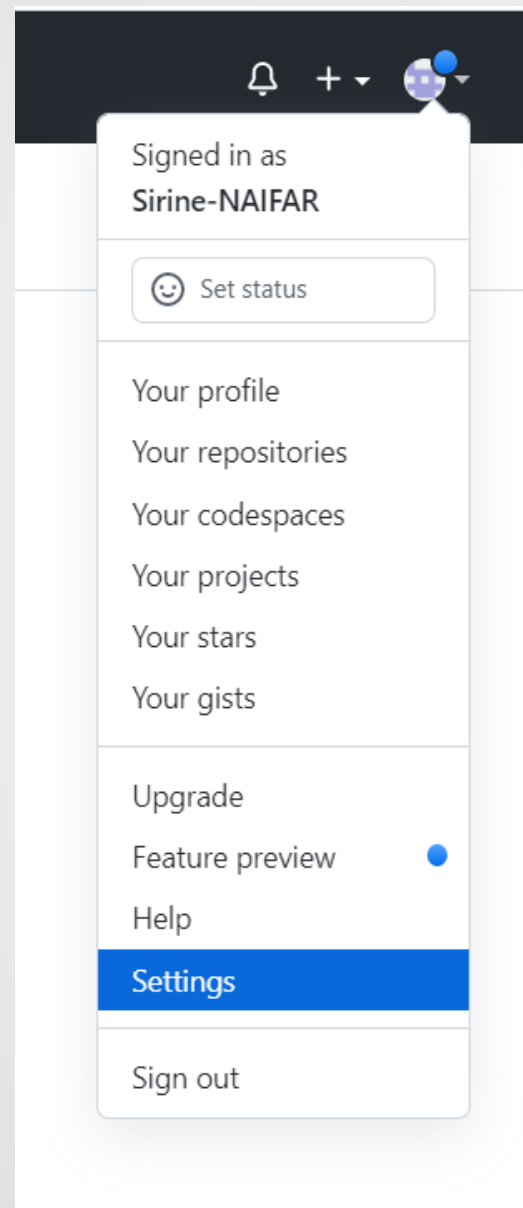 Signed in as
Sirine-NAIFAR
Set status
Your profile
Your repositories
Your codespaces
Your projects
Your stars
Your gists
Upgrade
Feature preview
Help
Settings
Sign out